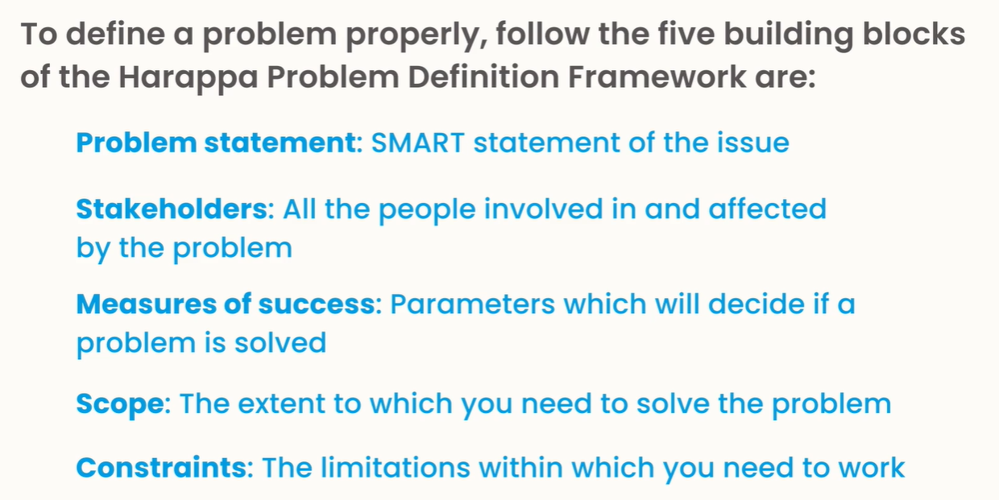 To define a problem properly, follow the five building blocks
of the Harappa Problem Definition Framework are:
Problem statement: SMART statement of the issue
Stakeholders: All the people involved in and affected
by the problem
Measures of success: Parameters which will decide if a
problem is solved
Scope: The extent to which you need to solve the problem
Constraints: The limitations within which you need to work